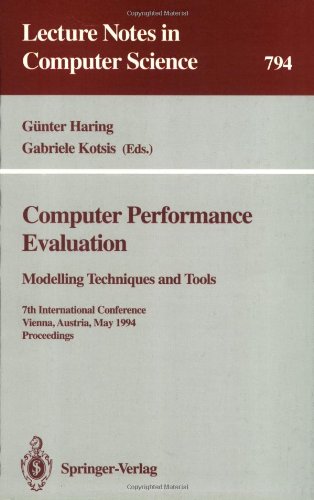 Lecture Notes in
Computer Science 794
Günter Haring
Gabriele Kotsis (Eds.)
Computer Performance
Evaluation
Modelling Techniques and Tools
7th International Conference
Vienna, Austria, May 1994
Proceedings
Springer-Verlag